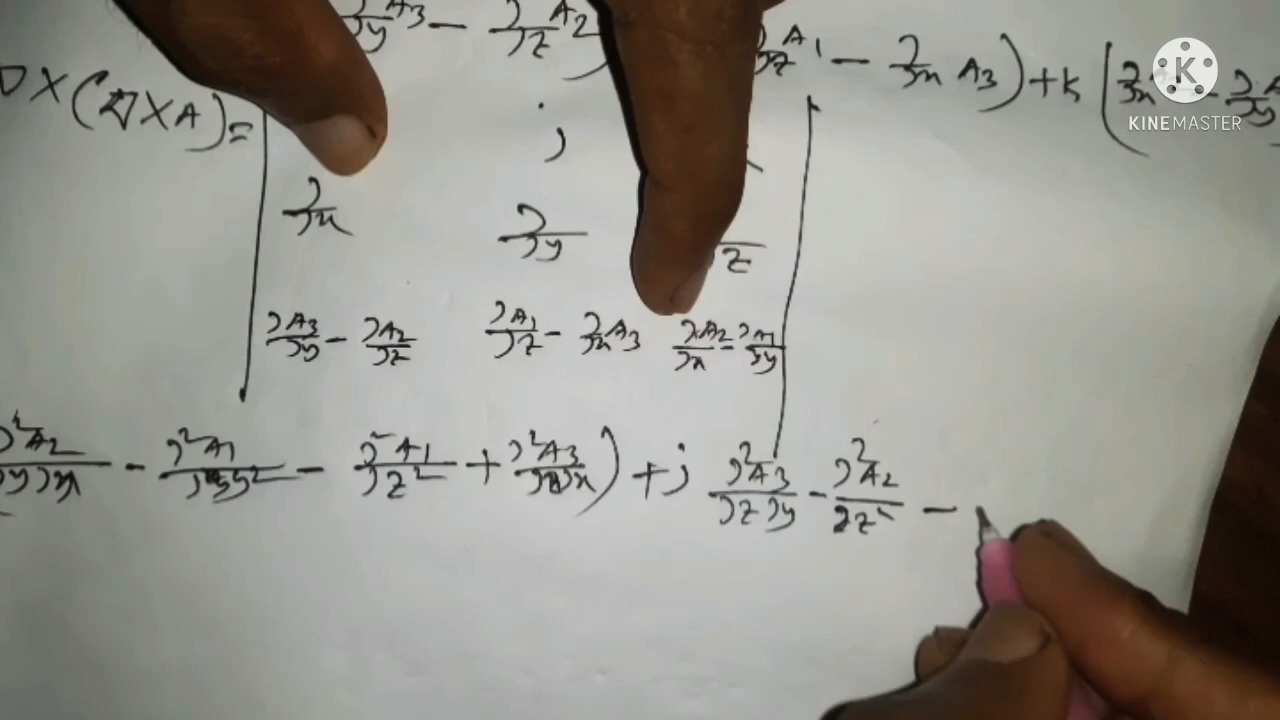 ∂/∂y A3 − ∂/∂z A2 ) ∂z A1 − ∂/∂x A3 ) + k ( ∂/∂x − ∂/∂y A
∇ X (∇ X A) =
j
∂/∂x ∂/∂y z
∂A3/∂y − ∂A2/∂z ∂A1/∂z − ∂/∂x A3 ∂A2/∂x − ∂A1/∂y
∂²A2/∂y∂x − ∂²A1/∂y² − ∂²A1/∂z² + ∂²A3/∂z∂x ) + j ∂²A3/∂z∂y − ∂²A2/∂z² −
K
KINEMASTER